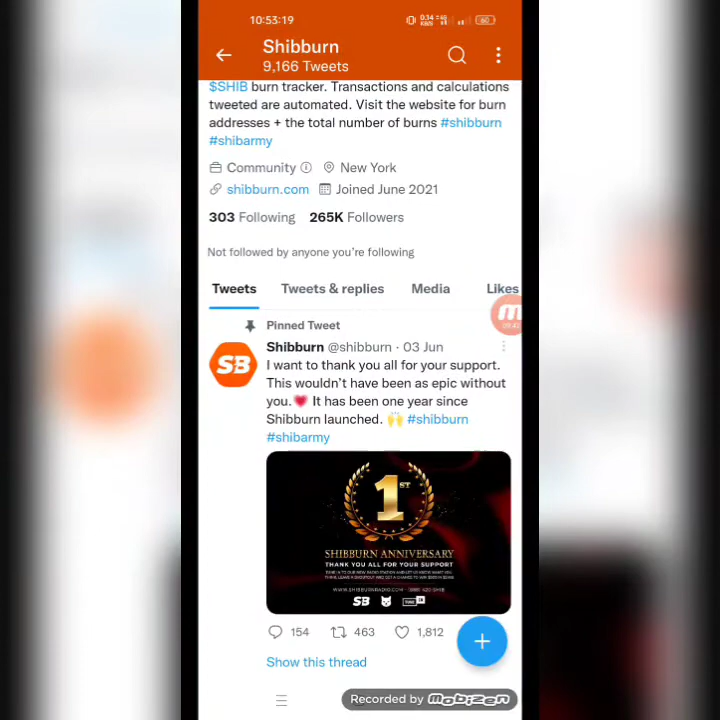 10:53:19
0.14
KB/S
60
Shibburn
9,166 Tweets
$SHIB burn tracker. Transactions and calculations
tweeted are automated. Visit the website for burn
addresses + the total number of burns #shibburn
#shibarmy
Community New York
shibburn.com Joined June 2021
303 Following 265K Followers
Not followed by anyone you're following
Tweets Tweets & replies Media Likes
Pinned Tweet
Shibburn @shibburn · 03 Jun
I want to thank you all for your support.
This wouldn't have been as epic without
you.💗 It has been one year since
Shibburn launched. 🙌 #shibburn
#shibarmy
SB
1ST
SHIBBURN ANNIVERSARY
THANK YOU ALL FOR YOUR SUPPORT
SB
154 463 1,812
Show this thread
Recorded by mobizen